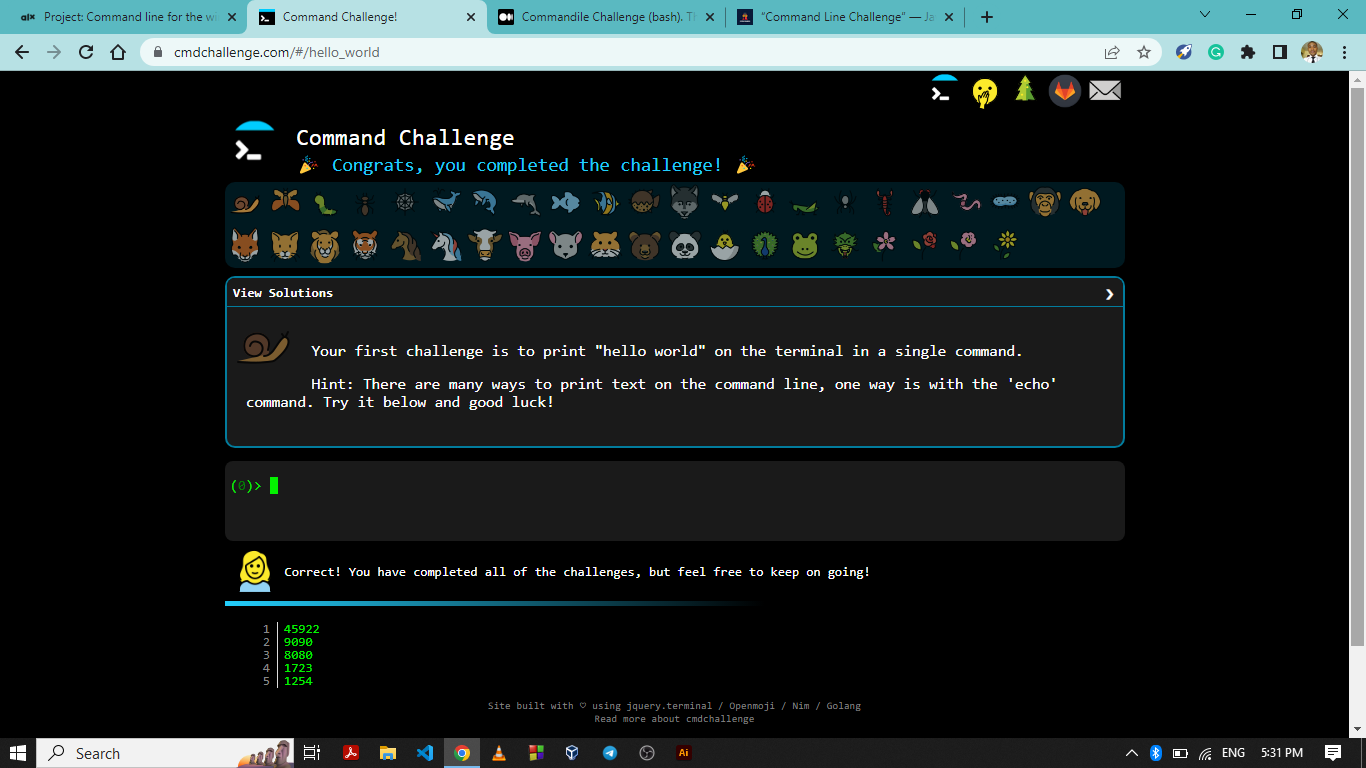 alx Project: Command line for the wi
Command Challenge!
Commandile Challenge (bash). Th
"Command Line Challenge" — Ja
cmdchallenge.com/#/hello_world
Command Challenge
Congrats, you completed the challenge!
View Solutions
Your first challenge is to print "hello world" on the terminal in a single command.
Hint: There are many ways to print text on the command line, one way is with the 'echo'
command. Try it below and good luck!
(0)>
Correct! You have completed all of the challenges, but feel free to keep on going!
1 45922
2 9090
3 8080
4 1723
5 1254
Site built with ♡ using jquery.terminal / Openmoji / Nim / Golang
Read more about cmdchallenge
Search
Ai
ENG
5:31 PM